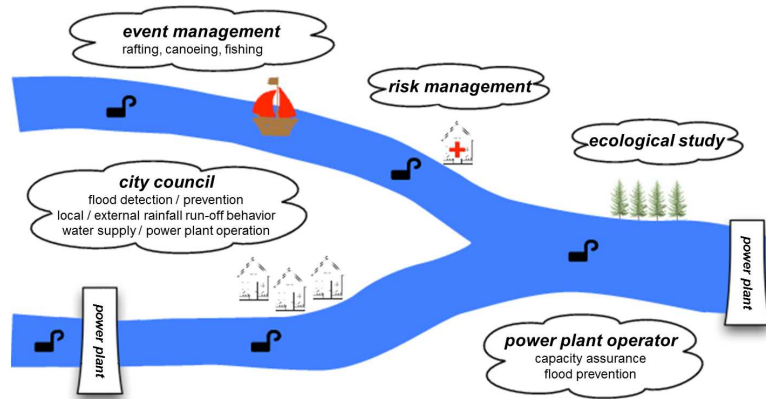 event management
rafting, canoeing, fishing
risk management
ecological study
city council
flood detection / prevention
local / external rainfall run-off behavior
water supply / power plant operation
power plant
power plant
power plant operator
capacity assurance
flood prevention